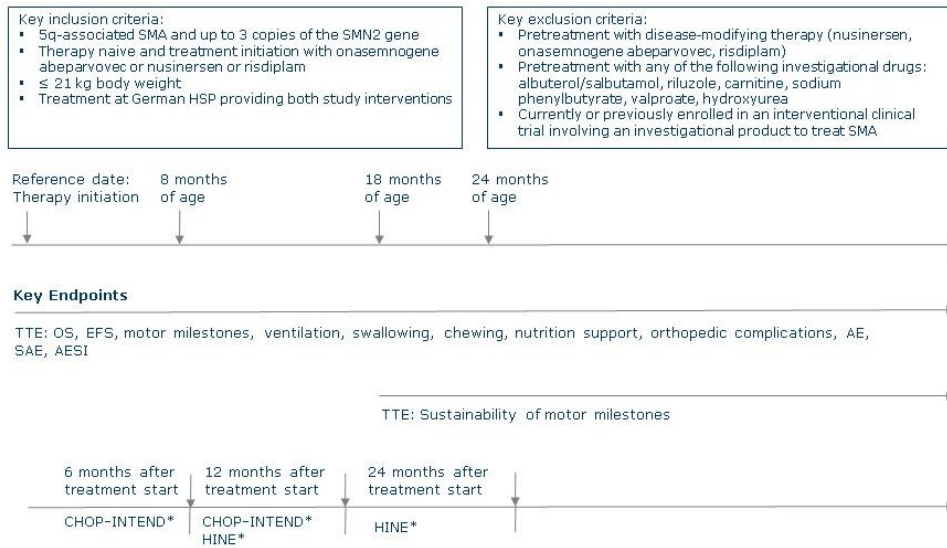 Key inclusion criteria:
▪ 5q-associated SMA and up to 3 copies of the SMN2 gene
▪ Therapy naive and treatment initiation with onasemnogene
abeparvovec or nusinersen or risdiplam
▪ ≤ 21 kg body weight
▪ Treatment at German HSP providing both study interventions
Key exclusion criteria:
▪ Pretreatment with disease-modifying therapy (nusinersen,
onasemnogene abeparvovec, risdiplam)
▪ Pretreatment with any of the following investigational drugs:
albuterol/salbutamol, riluzole, carnitine, sodium
phenylbutyrate, valproate, hydroxyurea
▪ Currently or previously enrolled in an interventional clinical
trial involving an investigational product to treat SMA
Reference date:
Therapy initiation
8 months
of age
18 months
of age
24 months
of age
Key Endpoints
TTE: OS, EFS, motor milestones, ventilation, swallowing, chewing, nutrition support, orthopedic complications, AE,
SAE, AESI
TTE: Sustainability of motor milestones
6 months after
treatment start
12 months after
treatment start
24 months after
treatment start
CHOP-INTEND*
CHOP-INTEND*
HINE*
HINE*